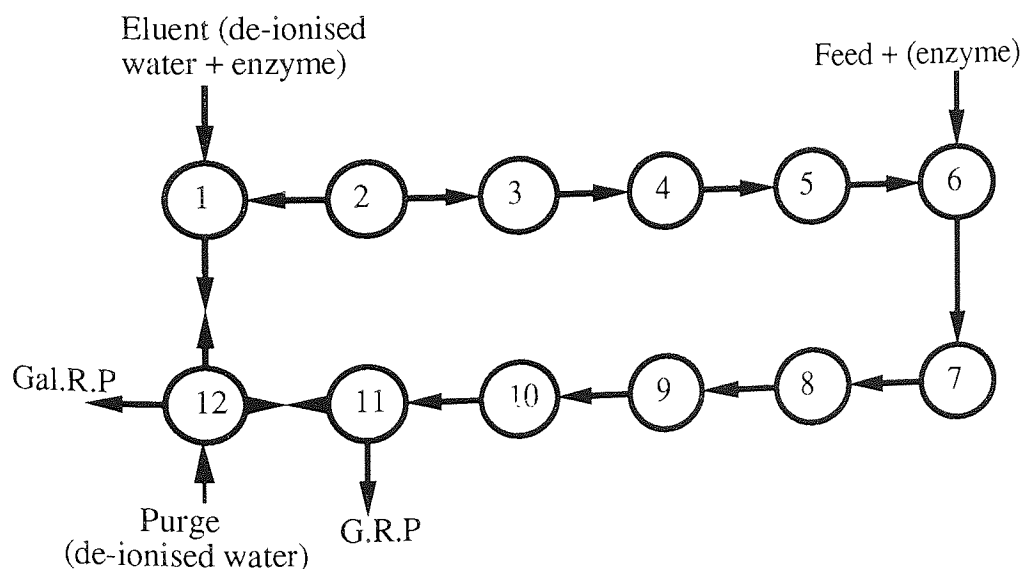 Eluent (de-ionised
water + enzyme)
Feed + (enzyme)
1
2
3
4
5
6
Gal.R.P
12
11
10
9
8
7
Purge
(de-ionised water)
G.R.P